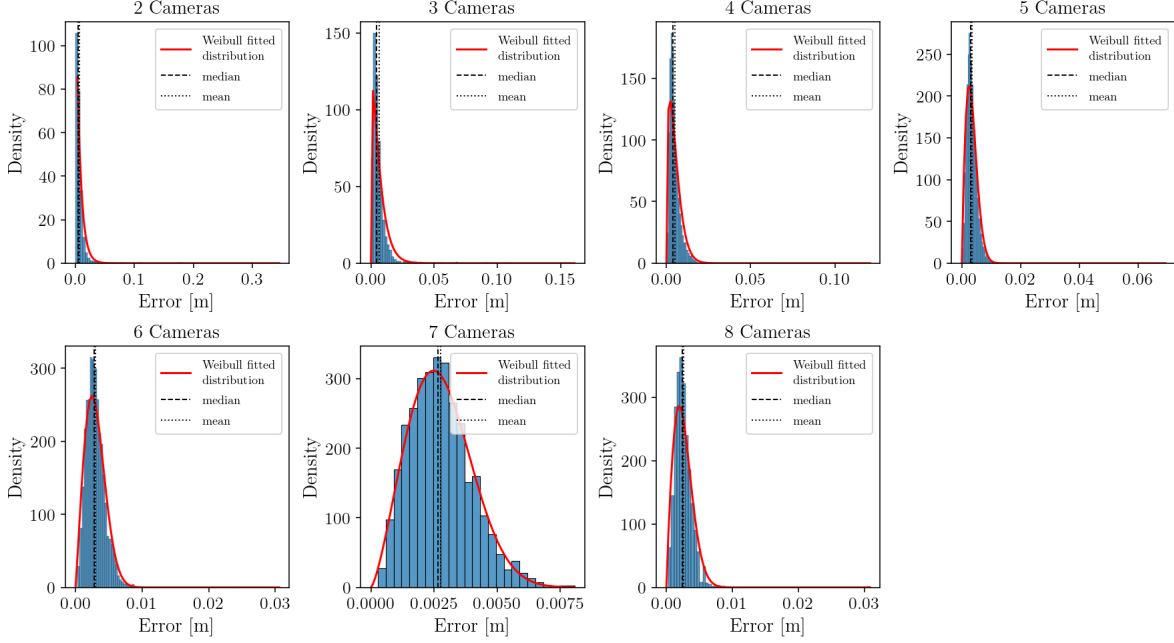 2 Cameras
Density
100
80
60
40
20
0
0.0 0.1 0.2 0.3
Error [m]
Weibull fitted
distribution
median
mean
3 Cameras
Density
150
100
50
0
0.00 0.05 0.10 0.15
Error [m]
Weibull fitted
distribution
median
mean
4 Cameras
Density
150
100
50
0
0.00 0.05 0.10
Error [m]
Weibull fitted
distribution
median
mean
5 Cameras
Density
250
200
150
100
50
0
0.00 0.02 0.04 0.06
Error [m]
Weibull fitted
distribution
median
mean
6 Cameras
Density
300
200
100
0
0.00 0.01 0.02 0.03
Error [m]
Weibull fitted
distribution
median
mean
7 Cameras
Density
300
200
100
0
0.0000 0.0025 0.0050 0.0075
Error [m]
Weibull fitted
distribution
median
mean
8 Cameras
Density
300
200
100
0
0.00 0.01 0.02 0.03
Error [m]
Weibull fitted
distribution
median
mean